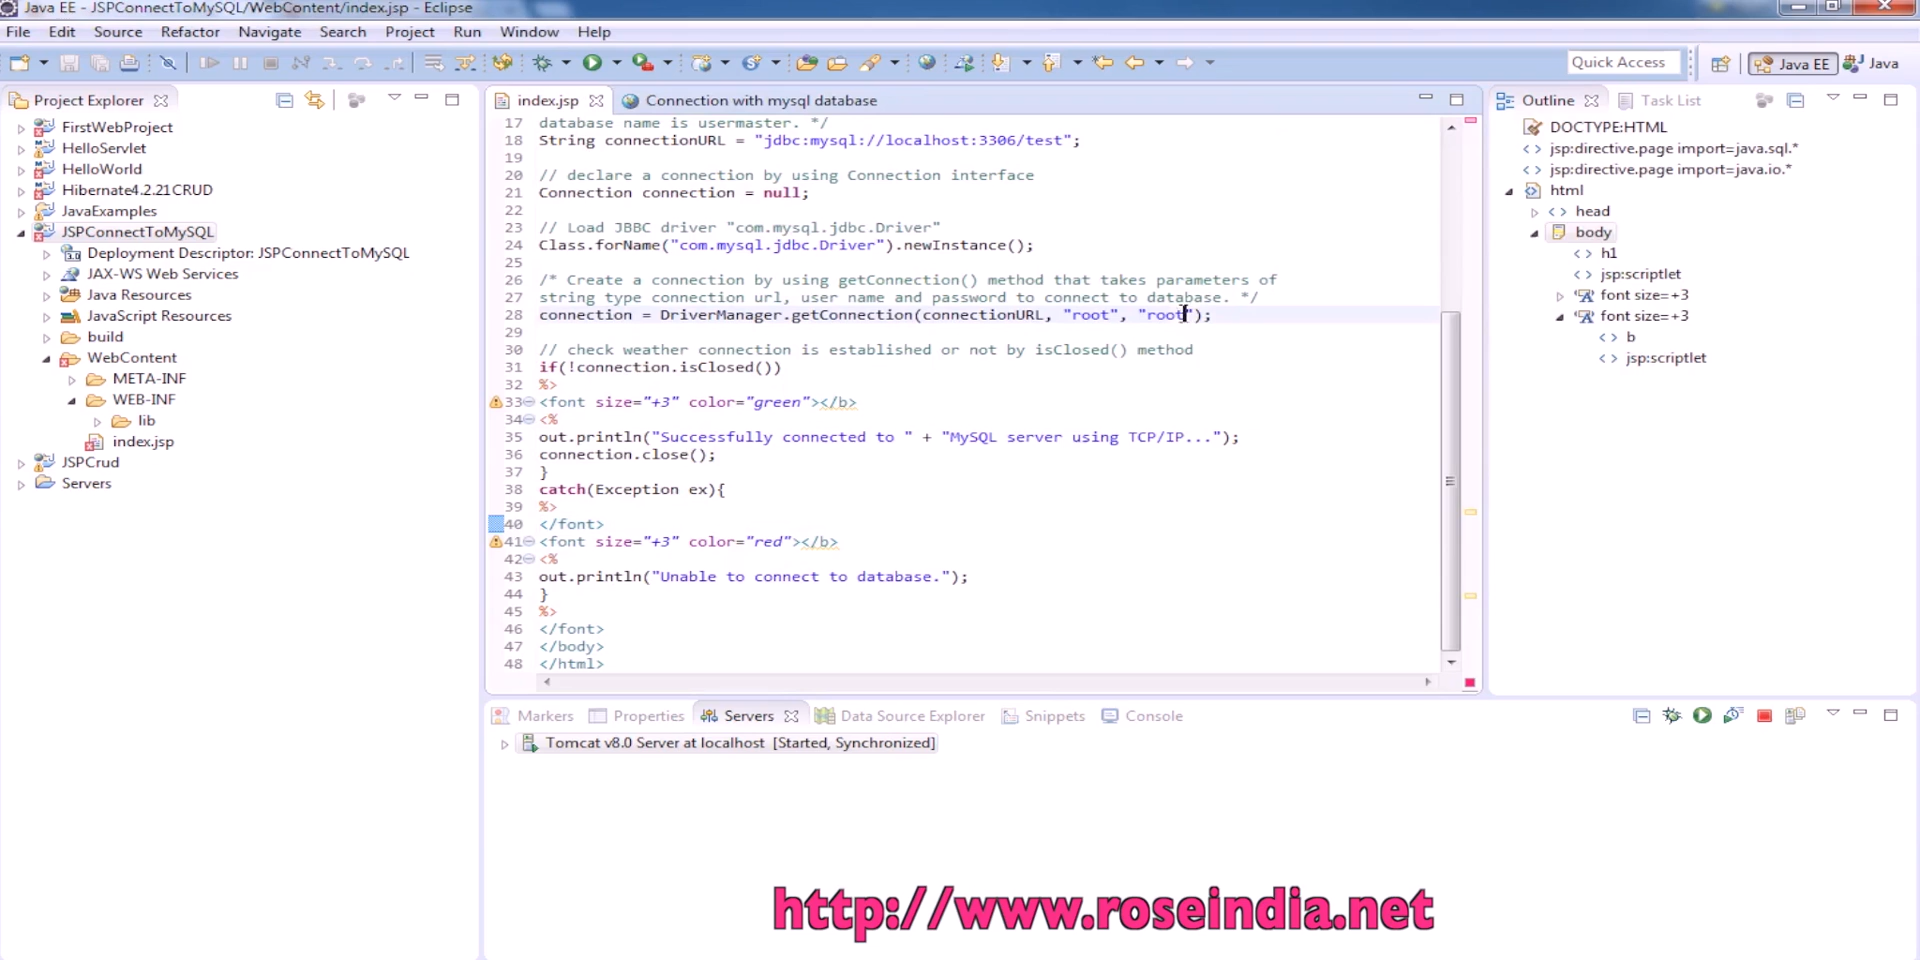 Java EE - JSPConnectToMySQL/WebContent/index.jsp - Eclipse
File Edit Source Refactor Navigate Search Project Run Window Help
Quick Access Java EE Java
Project Explorer
FirstWebProject
HelloServlet
HelloWorld
Hibernate4.2.21CRUD
JavaExamples
JSPConnectToMySQL
Deployment Descriptor: JSPConnectToMySQL
JAX-WS Web Services
Java Resources
JavaScript Resources
build
WebContent
META-INF
WEB-INF
lib
index.jsp
JSPCrud
Servers
index.jsp Connection with mysql database
17 database name is usermaster. */
18 String connectionURL = "jdbc:mysql://localhost:3306/test";
19
20 // declare a connection by using Connection interface
21 Connection connection = null;
22
23 // Load JBBC driver "com.mysql.jdbc.Driver"
24 Class.forName("com.mysql.jdbc.Driver").newInstance();
25
26 /* Create a connection by using getConnection() method that takes parameters of
27 string type connection url, user name and password to connect to database. */
28 connection = DriverManager.getConnection(connectionURL, "root", "root");
29
30 // check weather connection is established or not by isClosed() method
31 if(!connection.isClosed())
32 %>
33 <font size="+3" color="green"></b>
34 <%
35 out.println("Successfully connected to " + "MySQL server using TCP/IP...");
36 connection.close();
37 }
38 catch(Exception ex){
39 %>
40 </font>
41 <font size="+3" color="red"></b>
42 <%
43 out.println("Unable to connect to database.");
44 }
45 %>
46 </font>
47 </body>
48 </html>
Outline Task List
DOCTYPE:HTML
jsp:directive.page import=java.sql.*
jsp:directive.page import=java.io.*
html
head
body
h1
jsp:scriptlet
font size=+3
font size=+3
b
jsp:scriptlet
Markers Properties Servers Data Source Explorer Snippets Console
Tomcat v8.0 Server at localhost [Started, Synchronized]
http://www.roseindia.net